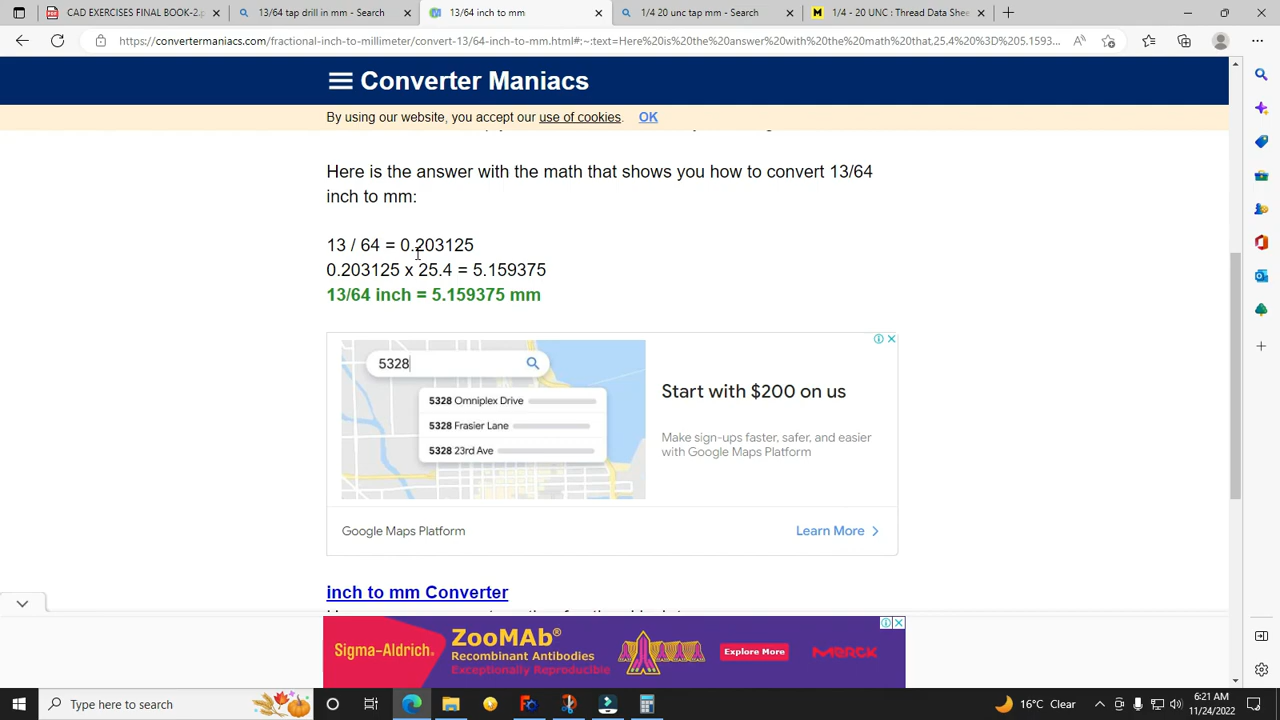 CAD EXERCISES FINAL BOOK-2.p
13/64 tap drill in mm - Search
13/64 inch to mm
1/4 20 unc tap mm - Search
1/4 - 20 UNC : Thread Data Shee
https://convertermaniacs.com/fractional-inch-to-millimeter/convert-13/64-inch-to-mm.html#:~:text=Here%20is%20the%20answer%20with%20the%20math%20that,25.4%20%3D%205.1593...
Converter Maniacs
By using our website, you accept our use of cookies. OK
Here is the answer with the math that shows you how to convert 13/64
inch to mm:
13 / 64 = 0.203125
0.203125 x 25.4 = 5.159375
13/64 inch = 5.159375 mm
5328
5328 Omniplex Drive
5328 Frasier Lane
5328 23rd Ave
Start with $200 on us
Make sign-ups faster, safer, and easier
with Google Maps Platform
Google Maps Platform
Learn More
inch to mm Converter
Sigma-Aldrich.
ZooMAb®
Recombinant Antibodies
Exceptionally Reproducible
Explore More
MERCK
Type here to search
16°C Clear
6:21 AM
11/24/2022